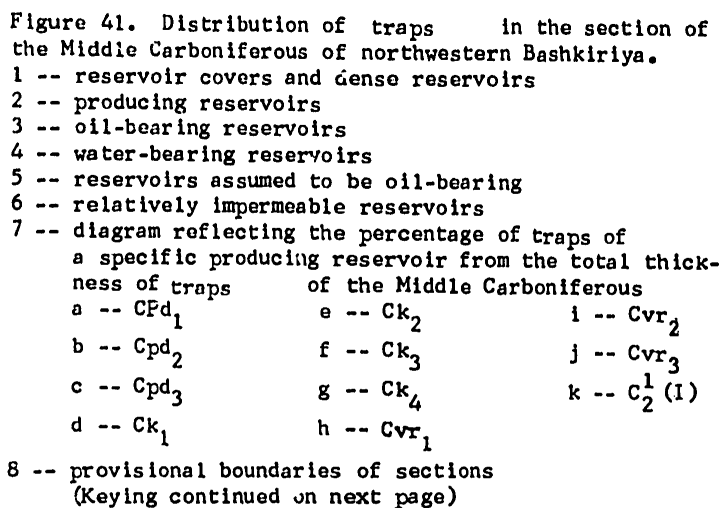 Figure 41. Distribution of traps in the section of
the Middle Carboniferous of northwestern Bashkiriya.
1 -- reservoir covers and dense reservoirs
2 -- producing reservoirs
3 -- oil-bearing reservoirs
4 -- water-bearing reservoirs
5 -- reservoirs assumed to be oil-bearing
6 -- relatively impermeable reservoirs
7 -- diagram reflecting the percentage of traps of
a specific producing reservoir from the total thick-
ness of traps of the Middle Carboniferous
a -- CPd₁ e -- Ck₂ i -- Cvr₂
b -- Cpd₂ f -- Ck₃ j -- Cvr₃
c -- Cpd₃ g -- Ck₄ k -- C₂¹ (I)
d -- Ck₁ h -- Cvr₁
8 -- provisional boundaries of sections
(Keying continued on next page)